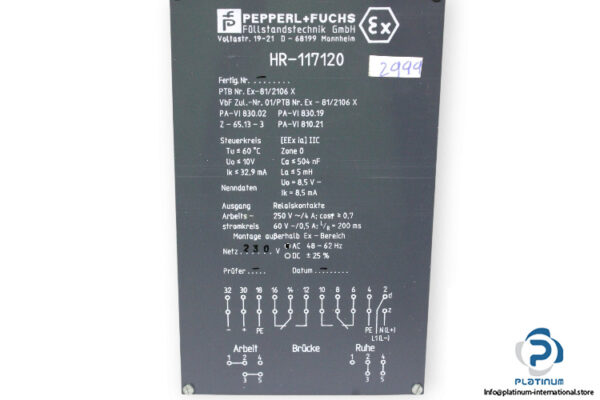 PEPPERL+FUCHS
Füllstandstechnik GmbH
Voltastr. 19-21 D - 68199 Mannheim
Ex
HR-117120
2999
Fertig. Nr.
PTB Nr. Ex-81/2106 X
VbF Zul.-Nr. 01/PTB Nr. Ex - 81/2106 X
PA-VI 830.02 PA-VI 830.19
Z - 65.13 - 3 PA-VI 810.21
Steuerkreis [EEx ia] IIC
Tu ≤ 60 °C Zone 0
Uo ≤ 10V Ca ≤ 504 nF
Ik ≤ 32,9 mA La ≤ 5 mH
Uo = 8,5 V -
Nenndaten Ik = 8,5 mA
Ausgang Relaiskontakte
Arbeits - 250 V ~/4 A; cosφ ≥ 0,7
stromkreis 60 V -/0,5 A; L/R = 200 ms
Montage außerhalb Ex - Bereich
Netz 230 V AC 48 - 62 Hz
DC ± 25 %
Prüfer Datum
32 30 18 16 14 12 10 8 6 4 2
d
z
- + PE PE N(L+)
L1(L-)
Arbeit Brücke Ruhe
1 2 4 1 2 4
3 5 3 5
PLATINUM
info@platinum-international.store
platinum-international.store